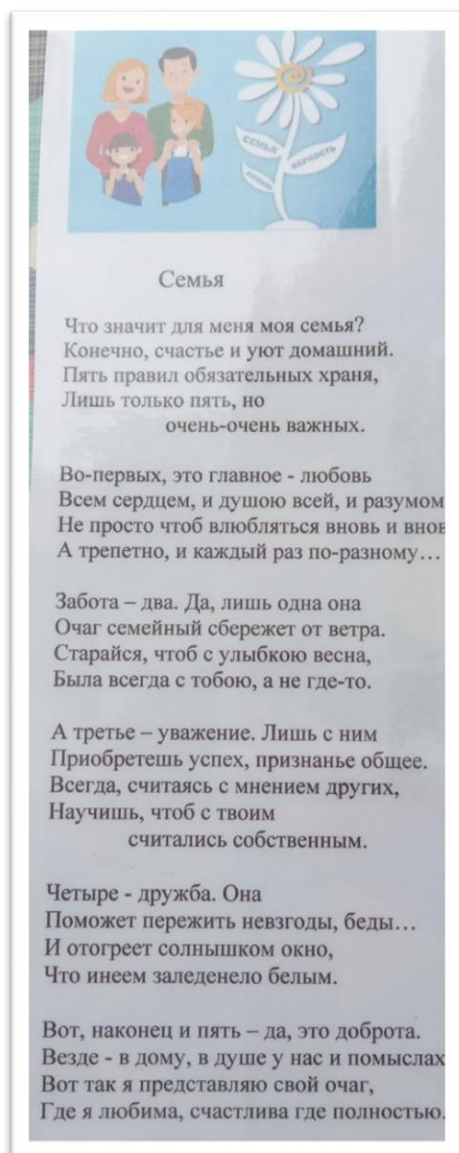 СЕМЬЯ
ВЕРНОСТЬ
Семья
Что значит для меня моя семья?
Конечно, счастье и уют домашний.
Пять правил обязательных храня,
Лишь только пять, но
очень-очень важных.
Во-первых, это главное - любовь
Всем сердцем, и душою всей, и разумом
Не просто чтоб влюбляться вновь и внов
А трепетно, и каждый раз по-разному…
Забота – два. Да, лишь одна она
Очаг семейный сбережет от ветра.
Старайся, чтоб с улыбкою весна,
Была всегда с тобою, а не где-то.
А третье – уважение. Лишь с ним
Приобретешь успех, признанье общее.
Всегда, считаясь с мнением других,
Научишь, чтоб с твоим
считались собственным.
Четыре - дружба. Она
Поможет пережить невзгоды, беды…
И отогреет солнышком окно,
Что инеем заледенело белым.
Вот, наконец и пять – да, это доброта.
Везде - в дому, в душе у нас и помыслах
Вот так я представляю свой очаг,
Где я любима, счастлива где полностью.